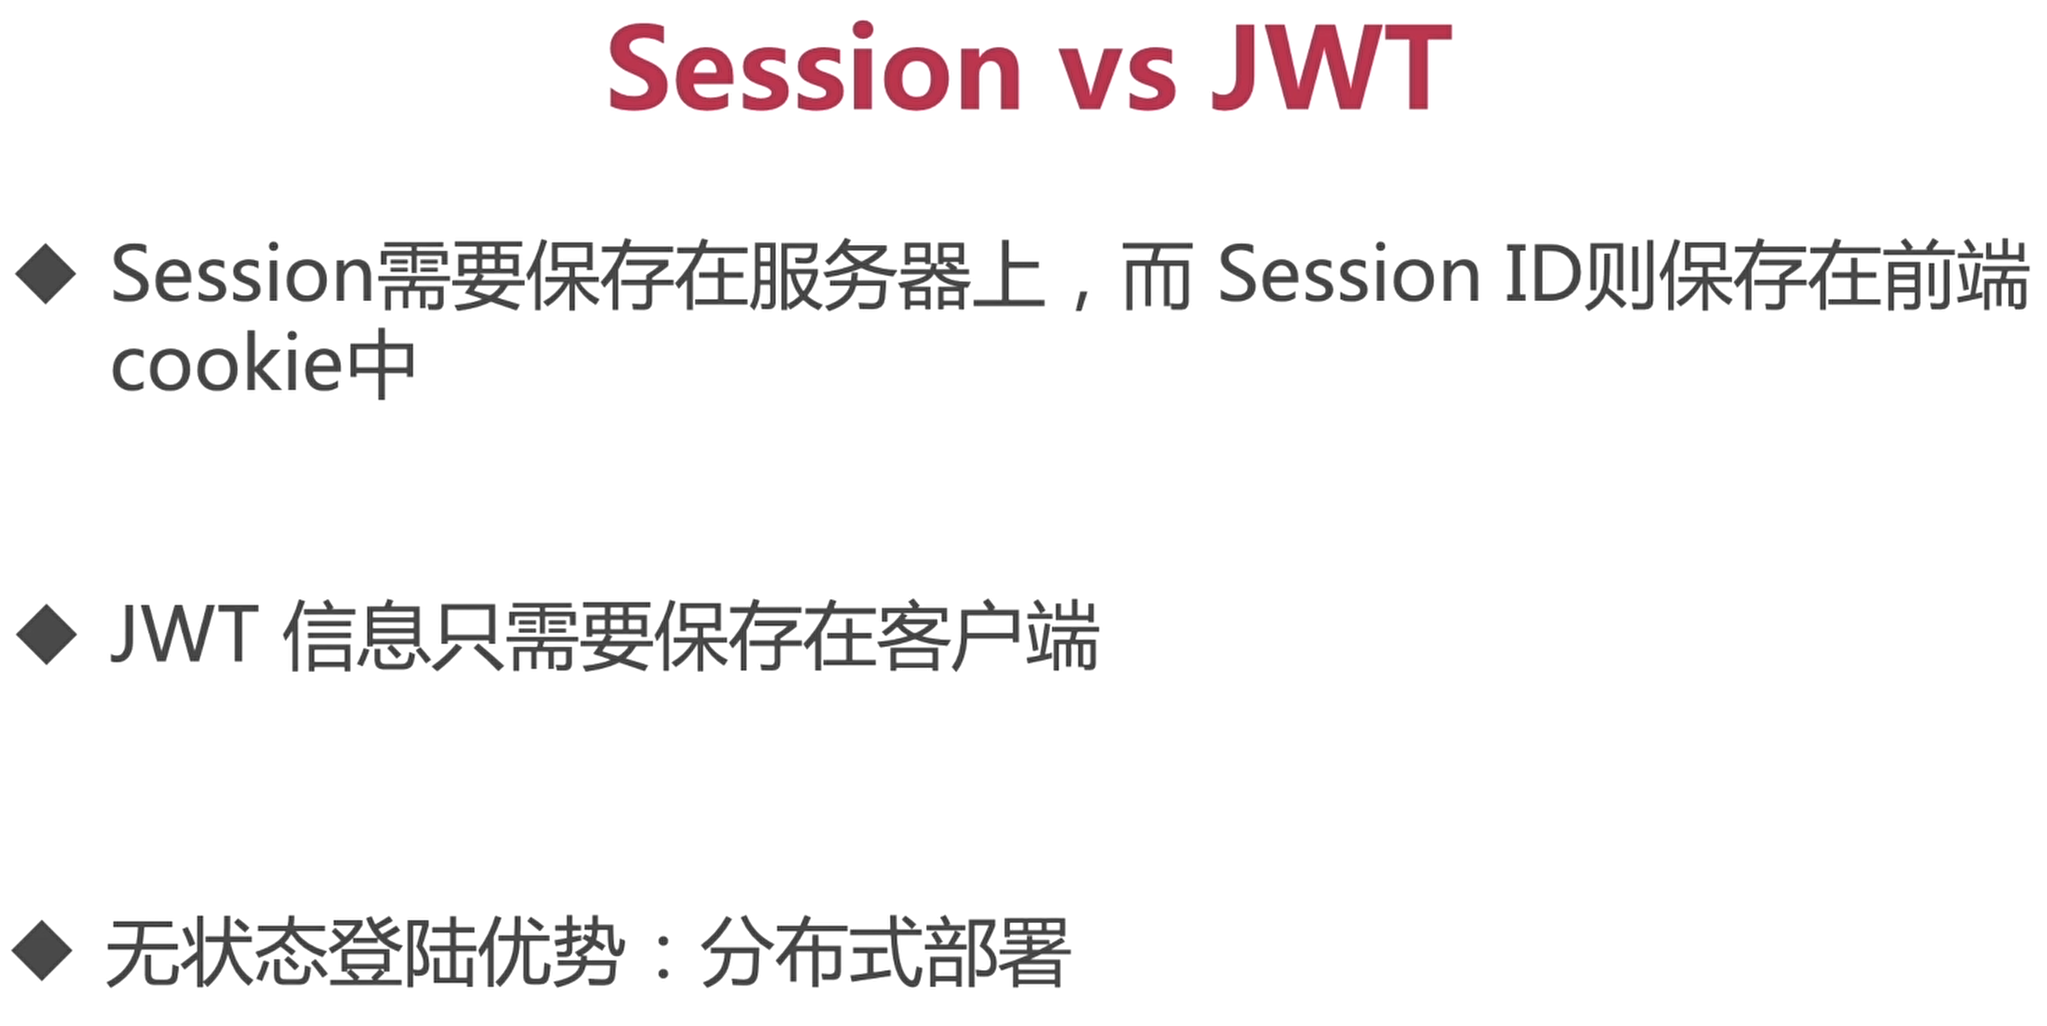 Session vs JWT
Session需要保存在服务器上，而 Session ID则保存在前端
cookie中
JWT 信息只需要保存在客户端
无状态登陆优势：分布式部署